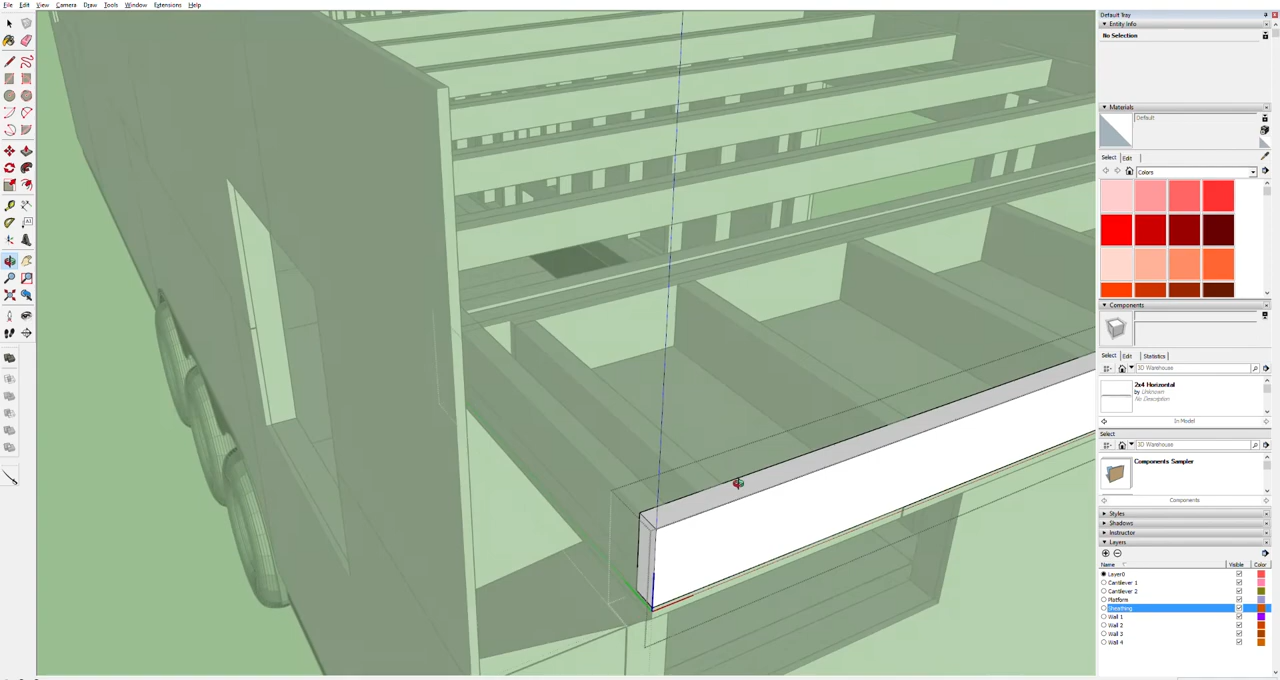 File Edit View Camera Draw Tools Window Extensions Help
Default Tray
Entity Info
No Selection
Materials
Default
Select Edit
Colors
Components
Select Edit Statistics
3D Warehouse
2x4 Horizontal
by Unknown
No Description
In Model
Select
3D Warehouse
Components Sampler
Components
Styles
Shadows
Instructor
Layers
Name Visible Color
Layer0
Cantilever 1
Cantilever 2
Platform
Sheathing
Wall 1
Wall 2
Wall 3
Wall 4